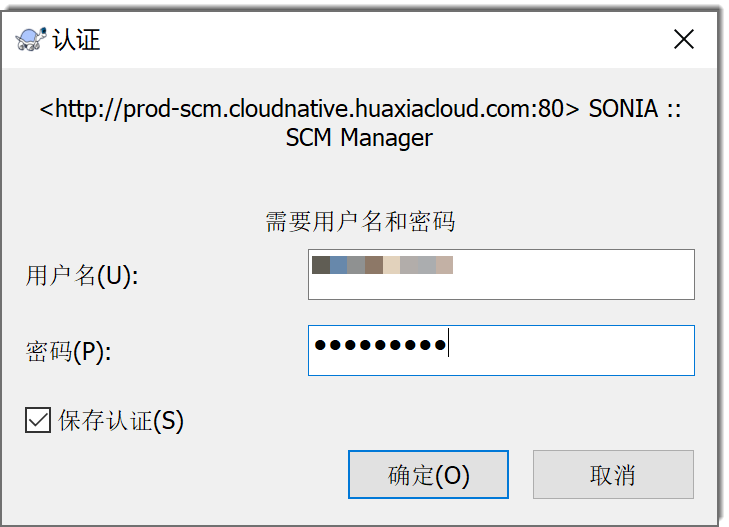 认证
<http://prod-scm.cloudnative.huaxiacloud.com:80> SONIA ::
SCM Manager
需要用户名和密码
用户名(U):
密码(P):
●●●●●●●●●
保存认证(S)
确定(O)
取消